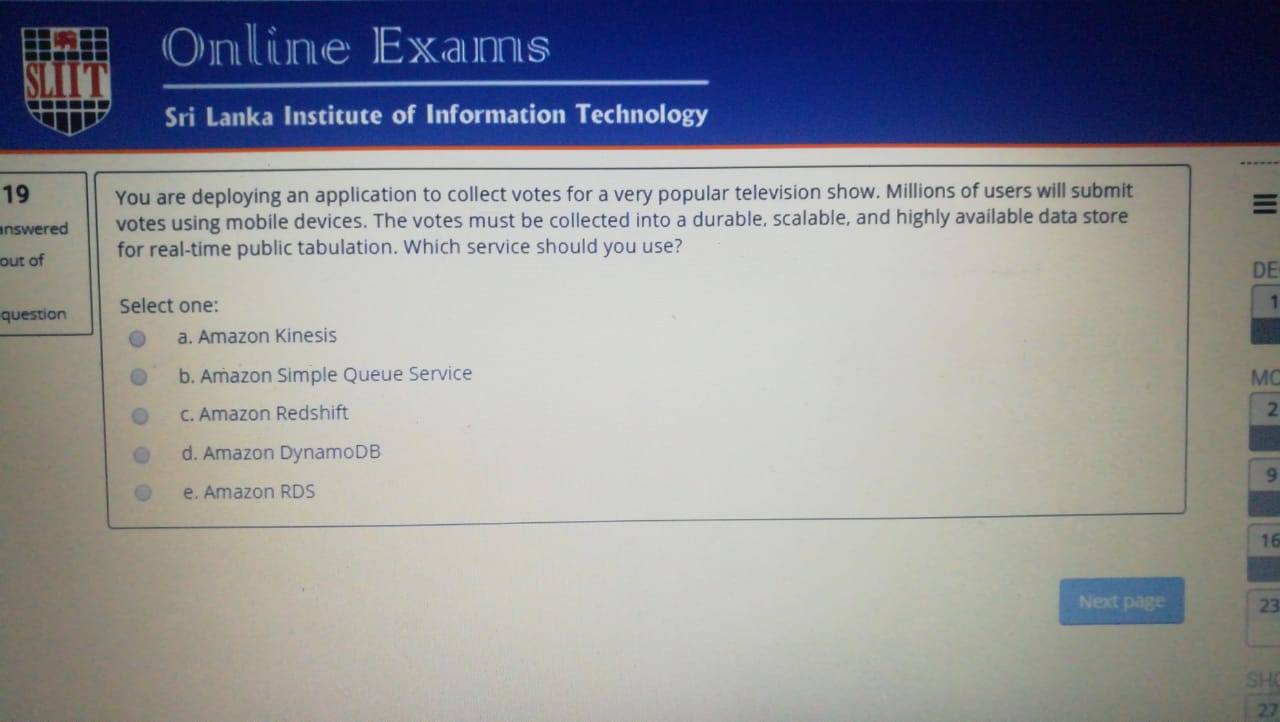 SLIIT
Online Exams
Sri Lanka Institute of Information Technology
19
answered
out of
question
You are deploying an application to collect votes for a very popular television show. Millions of users will submit
votes using mobile devices. The votes must be collected into a durable, scalable, and highly available data store
for real-time public tabulation. Which service should you use?
Select one:
a. Amazon Kinesis
b. Amazon Simple Queue Service
c. Amazon Redshift
d. Amazon DynamoDB
e. Amazon RDS
Next page
DE
1
MO
2
9
16
23
SHO